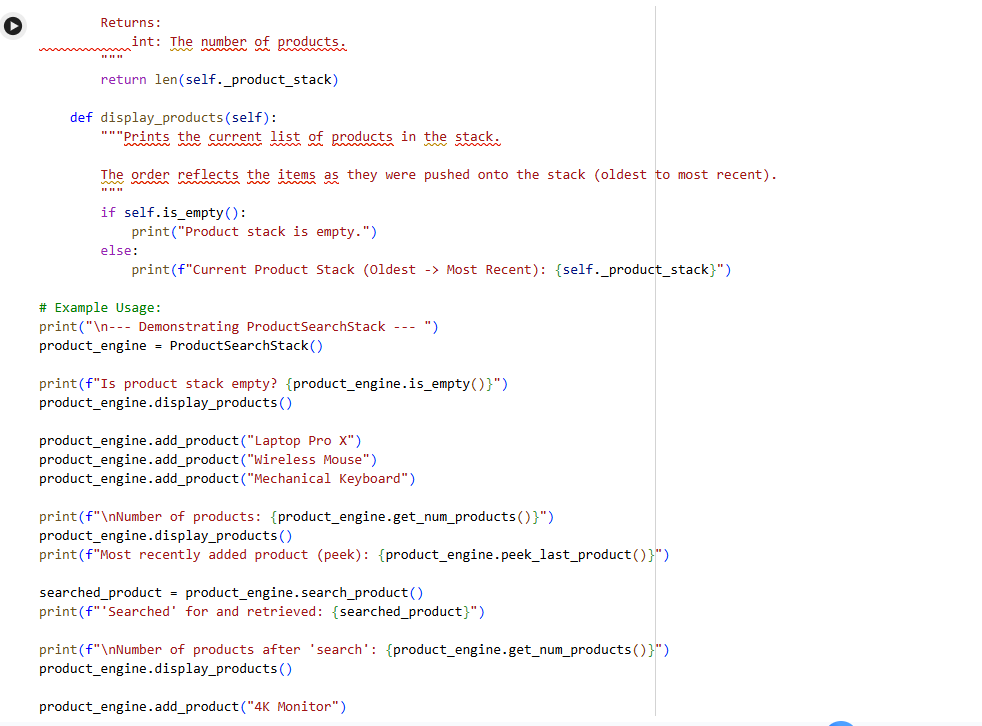 Returns:
            int: The number of products.
        """
        return len(self._product_stack)

    def display_products(self):
        """Prints the current list of products in the stack.

        The order reflects the items as they were pushed onto the stack (oldest to most recent).
        """
        if self.is_empty():
            print("Product stack is empty.")
        else:
            print(f"Current Product Stack (Oldest -> Most Recent): {self._product_stack}")

# Example Usage:
print("\n--- Demonstrating ProductSearchStack --- ")
product_engine = ProductSearchStack()

print(f"Is product stack empty? {product_engine.is_empty()}")
product_engine.display_products()

product_engine.add_product("Laptop Pro X")
product_engine.add_product("Wireless Mouse")
product_engine.add_product("Mechanical Keyboard")

print(f"\nNumber of products: {product_engine.get_num_products()}")
product_engine.display_products()
print(f"Most recently added product (peek): {product_engine.peek_last_product()}")

searched_product = product_engine.search_product()
print(f"'Searched' for and retrieved: {searched_product}")

print(f"\nNumber of products after 'search': {product_engine.get_num_products()}")
product_engine.display_products()

product_engine.add_product("4K Monitor")